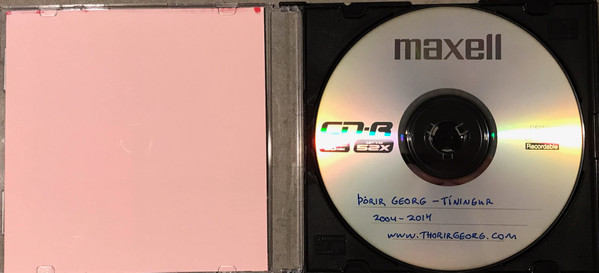 maxell
CD-R
52X
Recordable
ÞÓRIR GEORG – TÍNINGUR
2004-2014
WWW.THORIRGEORG.COM